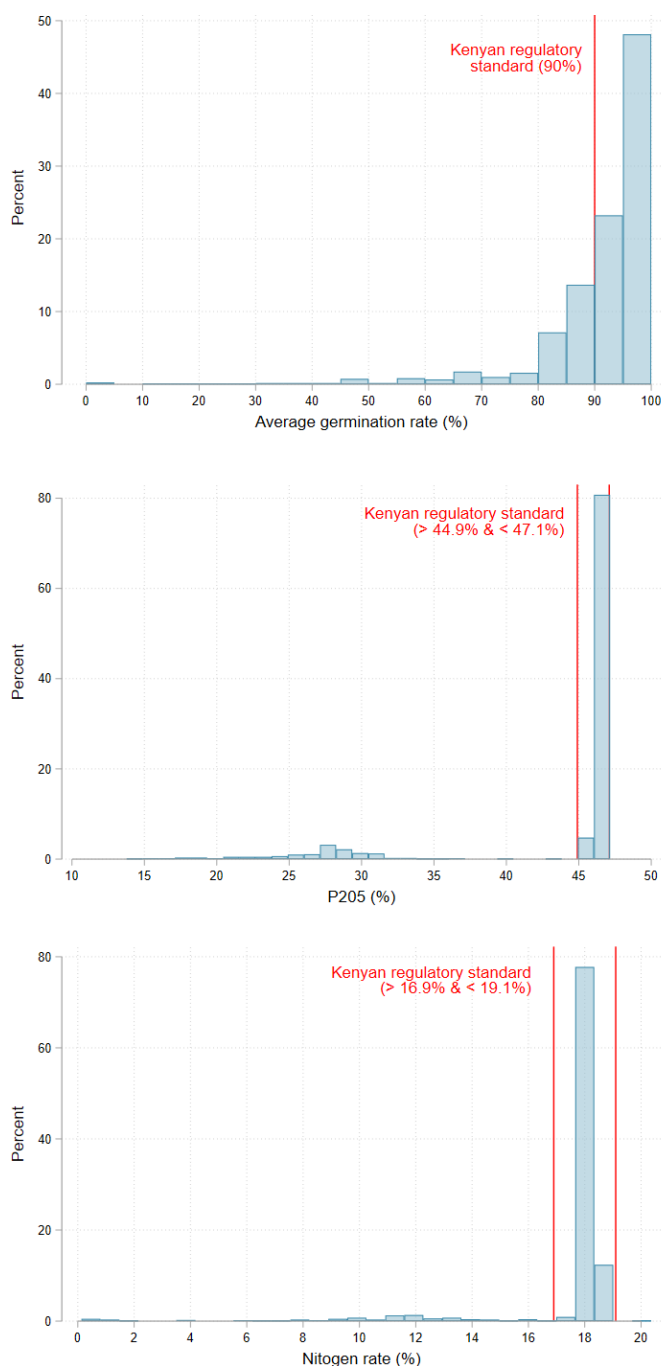 50
40
30
20
10
0
Percent
Kenyan regulatory
standard (90%)
0 10 20 30 40 50 60 70 80 90 100
Average germination rate (%)
80
60
40
20
0
Percent
Kenyan regulatory standard
(> 44.9% & < 47.1%)
10 15 20 25 30 35 40 45 50
P205 (%)
80
60
40
20
0
Percent
Kenyan regulatory standard
(> 16.9% & < 19.1%)
0 2 4 6 8 10 12 14 16 18 20
Nitogen rate (%)